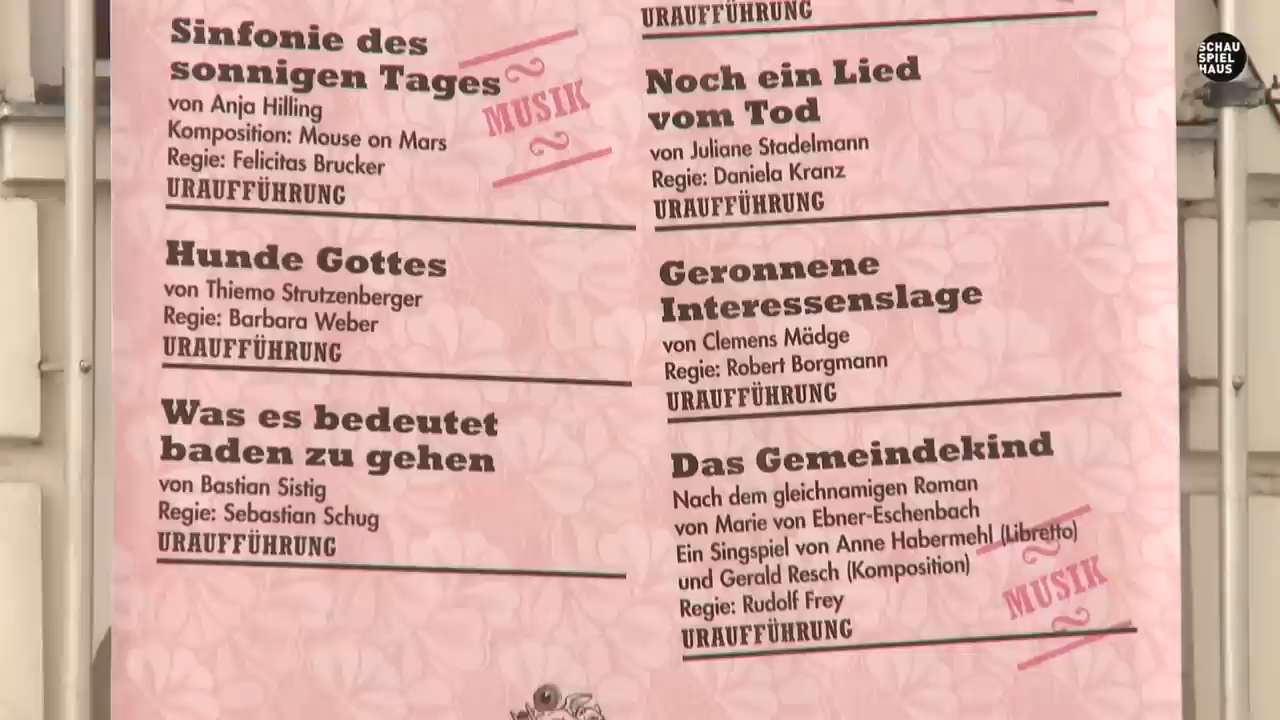 Sinfonie des
sonnigen Tages
von Anja Hilling
Komposition: Mouse on Mars
Regie: Felicitas Brucker
URAUFFÜHRUNG
MUSIK
Hunde Gottes
von Thiemo Strutzenberger
Regie: Barbara Weber
URAUFFÜHRUNG
Was es bedeutet
baden zu gehen
von Bastian Sistig
Regie: Sebastian Schug
URAUFFÜHRUNG
URAUFFÜHRUNG
Noch ein Lied
vom Tod
von Juliane Stadelmann
Regie: Daniela Kranz
URAUFFÜHRUNG
Geronnene
Interessenslage
von Clemens Mädge
Regie: Robert Borgmann
URAUFFÜHRUNG
Das Gemeindekind
Nach dem gleichnamigen Roman
von Marie von Ebner-Eschenbach
Ein Singspiel von Anne Habermehl (Libretto)
und Gerald Resch (Komposition)
Regie: Rudolf Frey
URAUFFÜHRUNG
MUSIK
SCHAU
SPIEL
HAUS